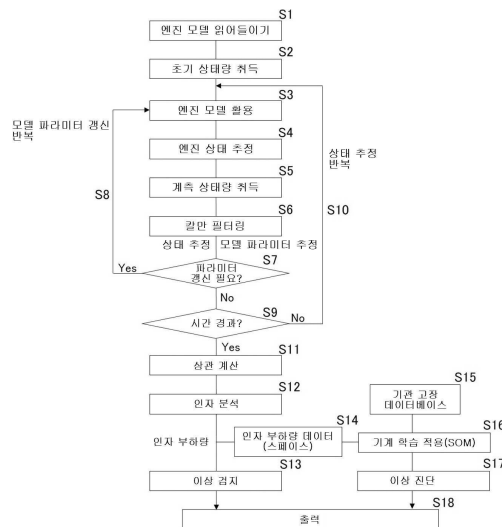 S1
엔진 모델 읽어들이기
S2
초기 상태량 취득
S3
엔진 모델 활용
모델 파라미터 갱신
반복
S4
엔진 상태 추정
상태 추정
반복
S5
계측 상태량 취득
S8
S10
S6
칼만 필터링
상태 추정 모델 파라미터 추정
S7
Yes
파라미터
갱신 필요?
No
S9
시간 경과?
No
Yes
S11
상관 계산
S12
인자 분석
S15
기관 고장
데이터베이스
인자 부하량
S14
인자 부하량 데이터
(스페이스)
S16
기계 학습 적용(SOM)
S13
이상 검지
S17
이상 진단
S18
출력